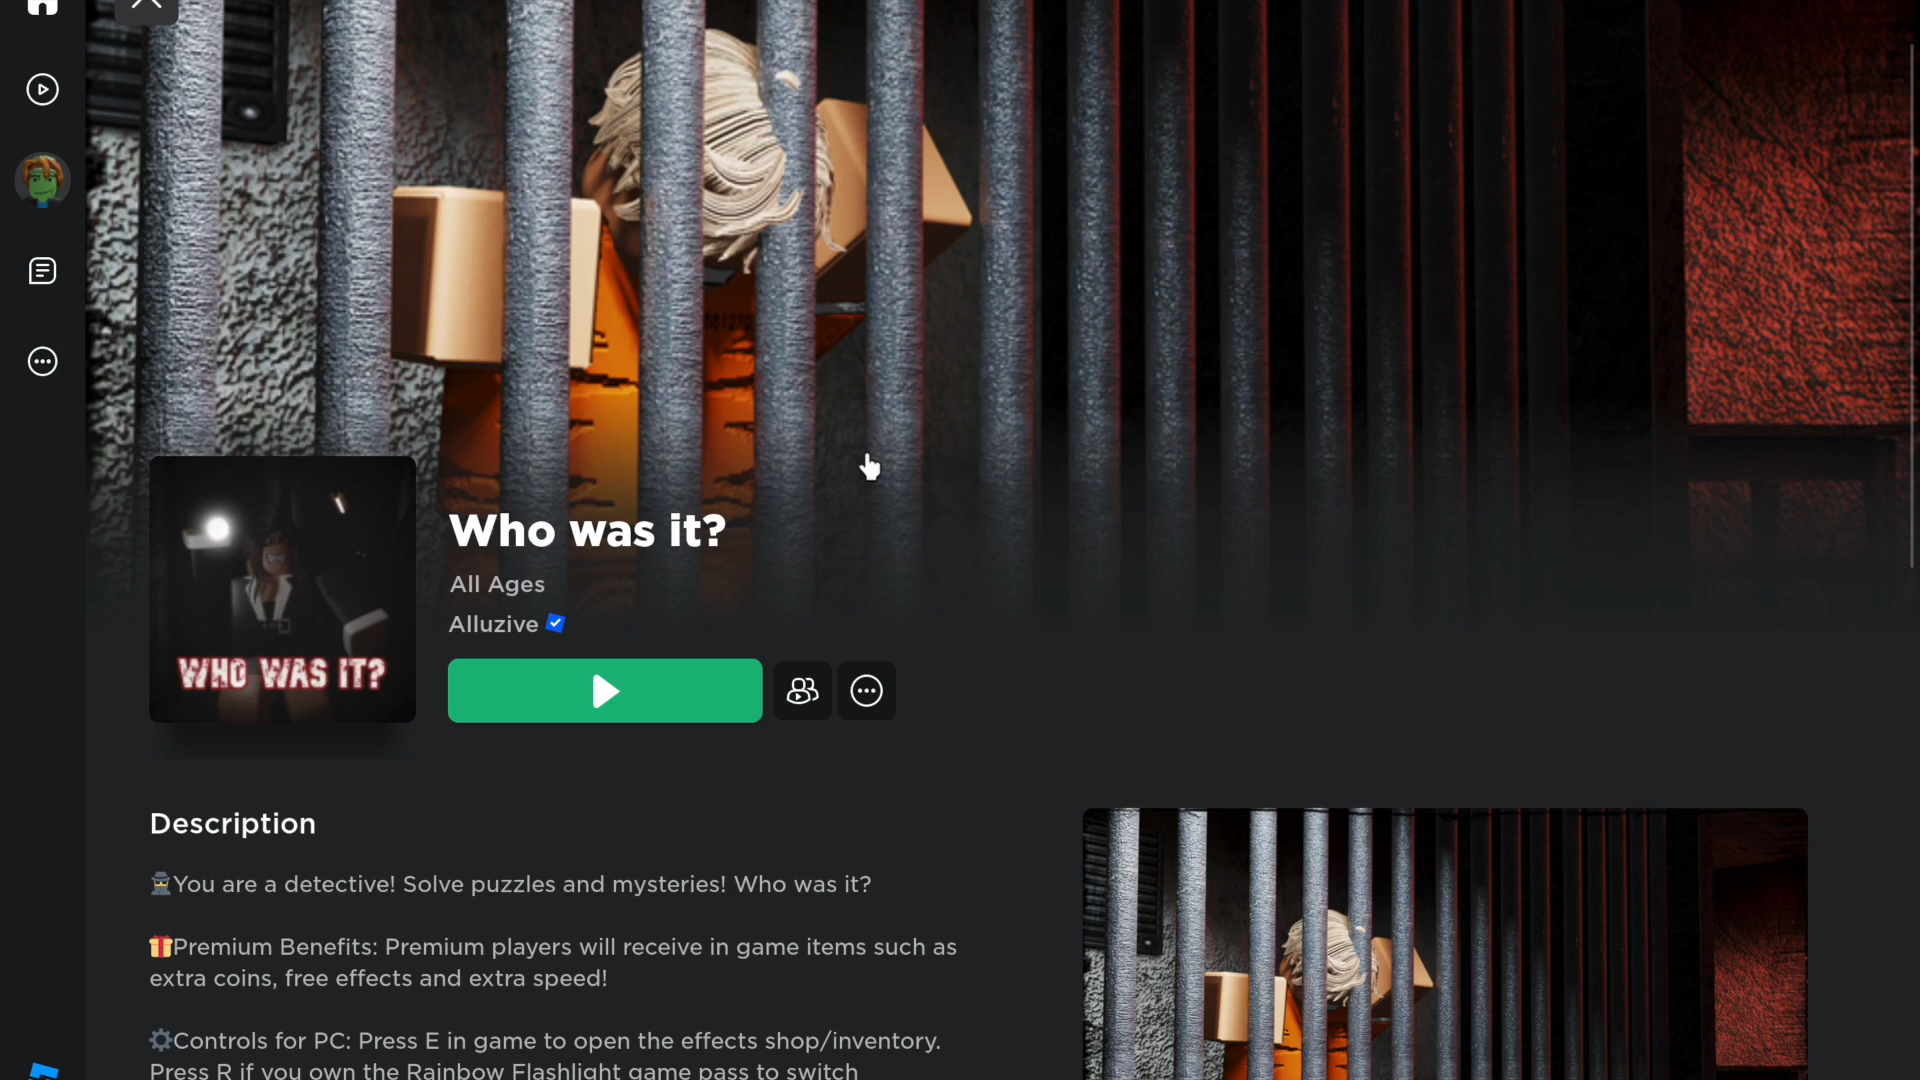 Who was it?
All Ages
Alluzive
WHO WAS IT?
Description
🕵You are a detective! Solve puzzles and mysteries! Who was it?
🎁Premium Benefits: Premium players will receive in game items such as
extra coins, free effects and extra speed!
⚙Controls for PC: Press E in game to open the effects shop/inventory.
Press R if you own the Rainbow Flashlight game pass to switch